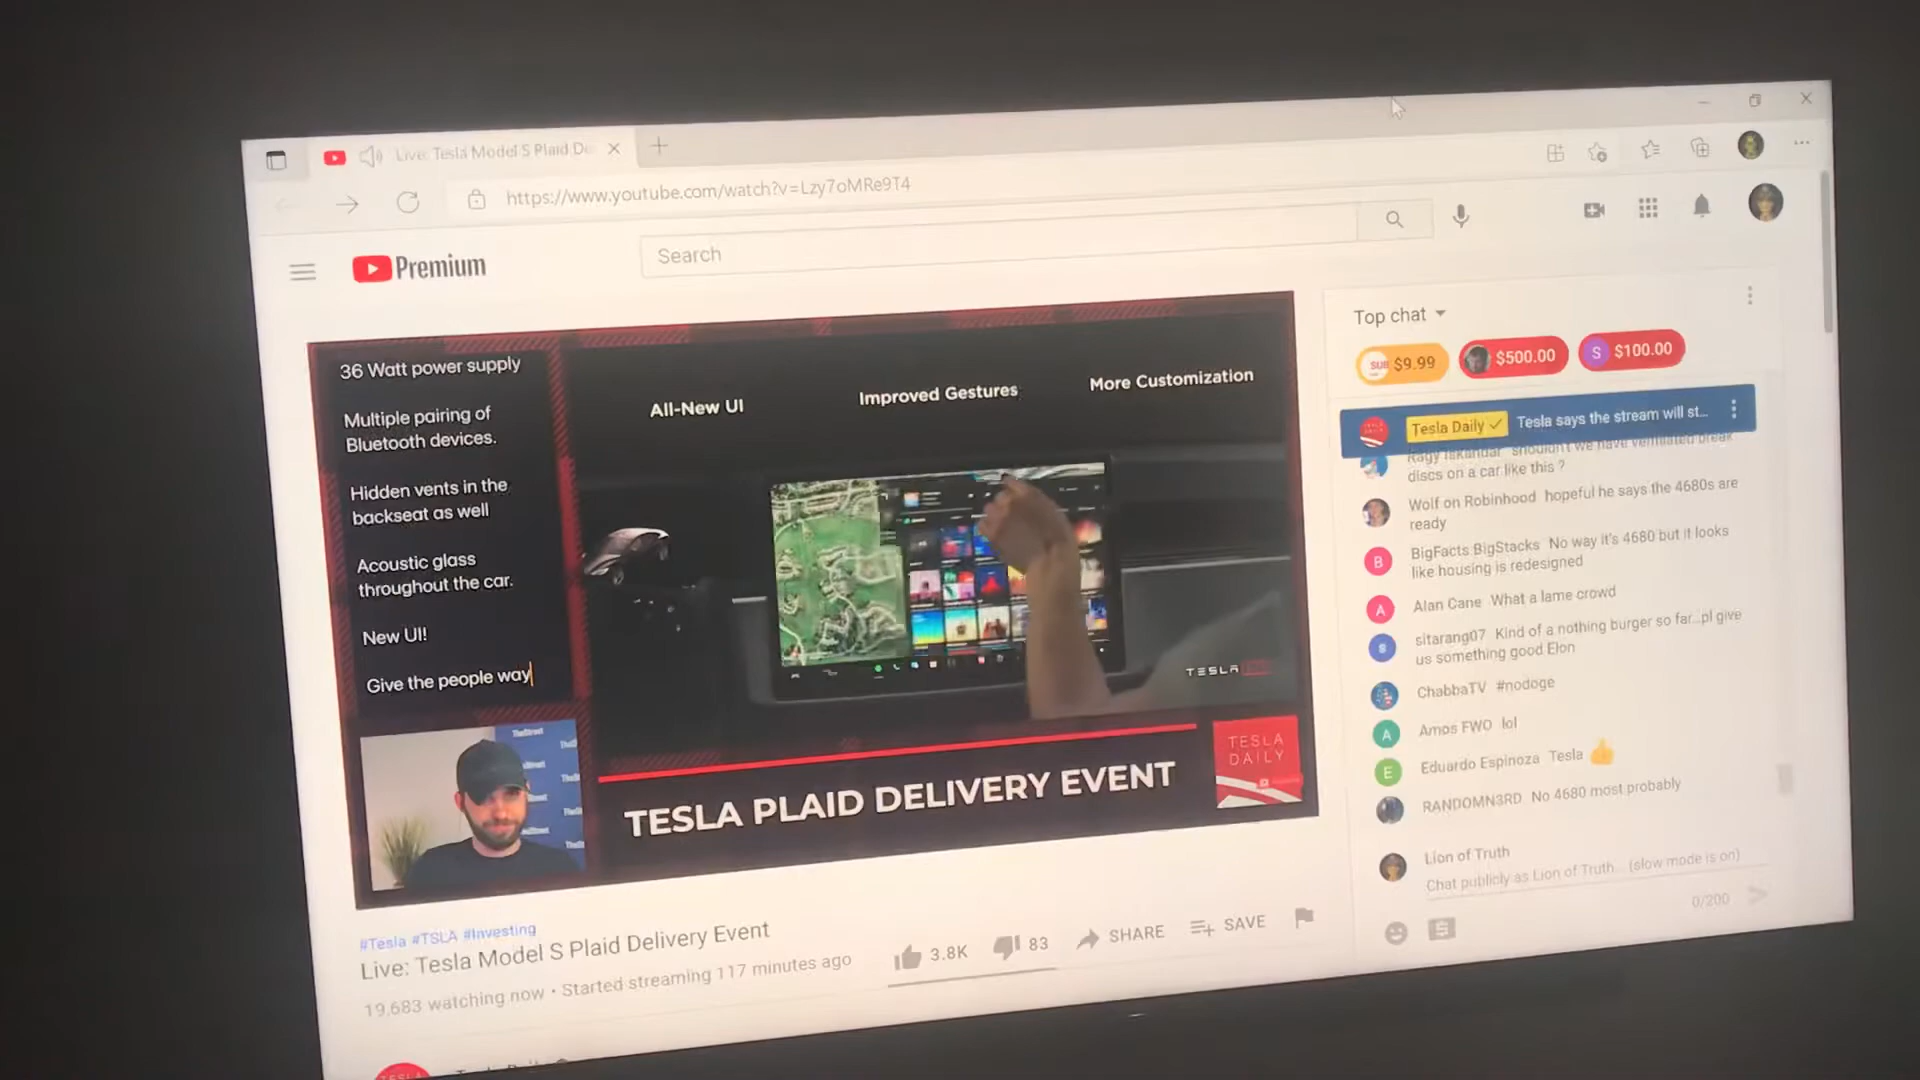 Live: Tesla Model S Plaid De
https://www.youtube.com/watch?v=Lzy7oMRe9T4
Premium
Search
36 Watt power supply
Multiple pairing of
Bluetooth devices.
Hidden vents in the
backseat as well
Acoustic glass
throughout the car.
New UI!
Give the people way
All-New UI
Improved Gestures
More Customization
TESLA
TheStreet
TESLA PLAID DELIVERY EVENT
TESLA
DAILY
#Tesla #TSLA #Investing
Live: Tesla Model S Plaid Delivery Event
19,683 watching now • Started streaming 117 minutes ago
3.8K
83
SHARE
SAVE
Top chat
SUB $9.99
$500.00
S $100.00
Tesla Daily Tesla says the stream will st...
Ragy Iskandar shouldn't we have ventilated break
discs on a car like this ?
Wolf on Robinhood hopeful he says the 4680s are
ready
B BigFacts BigStacks No way it's 4680 but it looks
like housing is redesigned
A Alan Cane What a lame crowd
s sitarang07 Kind of a nothing burger so far...pl give
us something good Elon
ChabbaTV #nodoge
A Amos FWO lol
E Eduardo Espinoza Tesla 👍
RANDOMN3RD No 4680 most probably
Lion of Truth
Chat publicly as Lion of Truth... (slow mode is on)
0/200